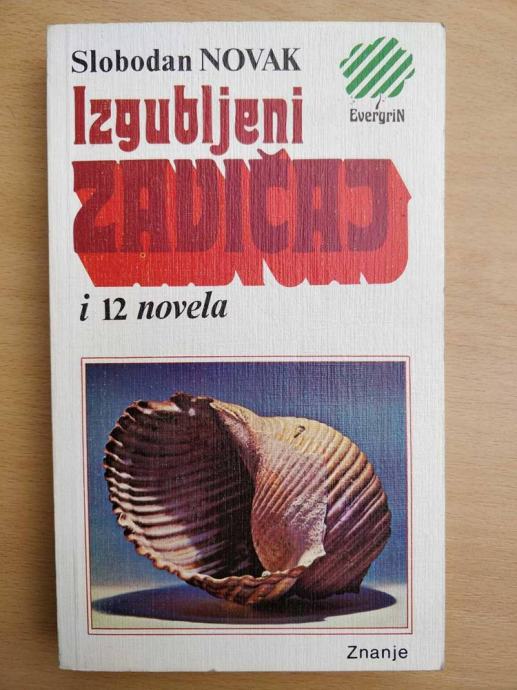 Slobodan NOVAK
EvergriN
Izgubljeni
ZAVIČAJ
i 12 novela
Znanje